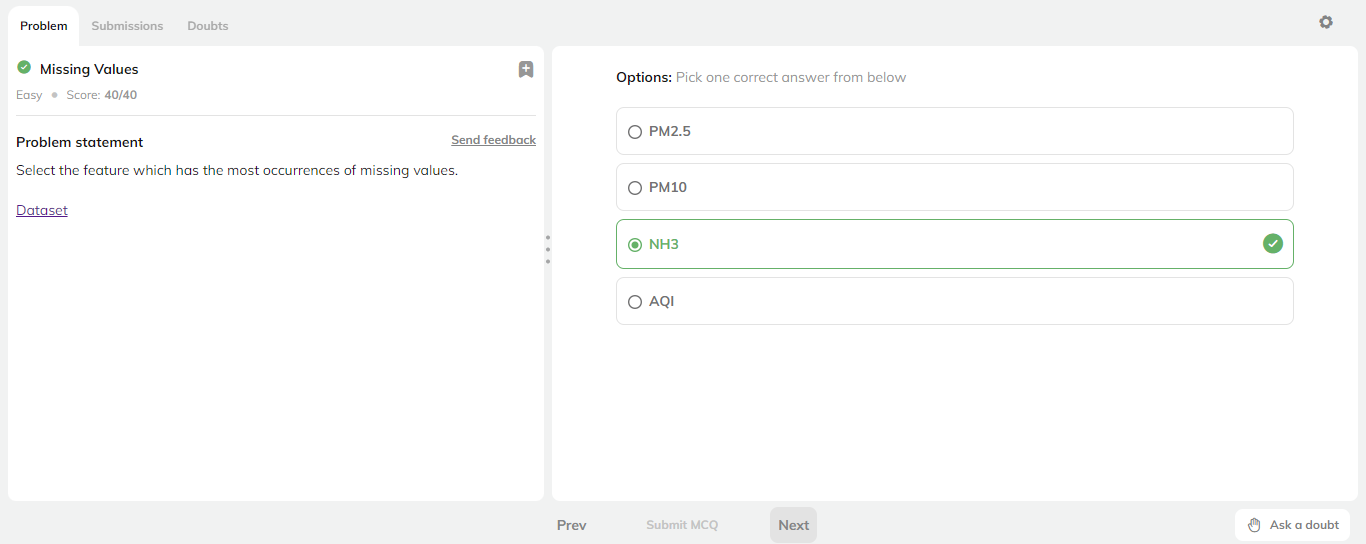 Problem
Submissions
Doubts
Missing Values
Easy
Score: 40/40
Problem statement
Send feedback
Select the feature which has the most occurrences of missing values.
Dataset
Options: Pick one correct answer from below
PM2.5
PM10
NH3
AQI
Prev
Submit MCQ
Next
Ask a doubt